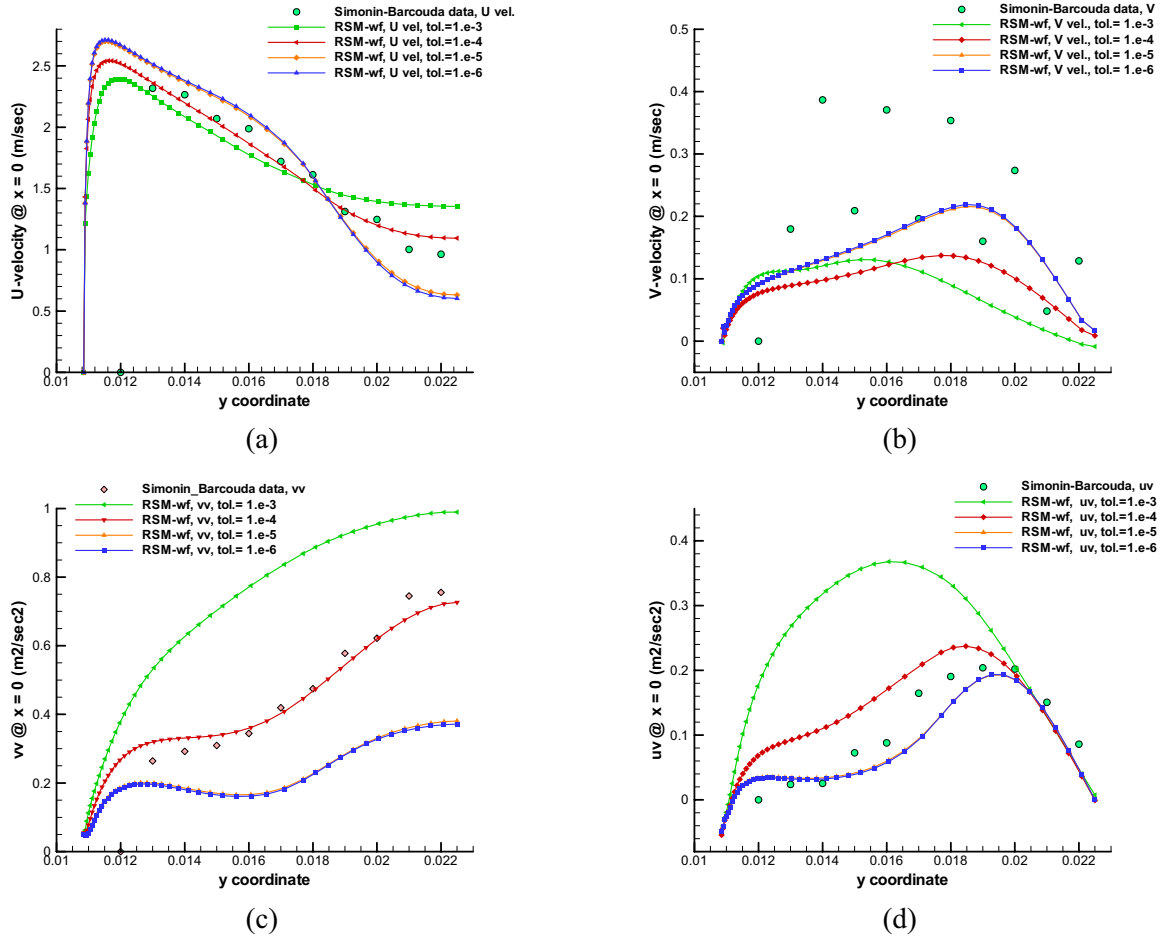 Simonin-Barcouda data, U vel.
RSM-wf, U vel, tol.=1.e-3
RSM-wf, U vel, tol.=1.e-4
RSM-wf, U vel, tol.=1.e-5
RSM-wf, U vel, tol.=1.e-6
U-velocity @ x = 0 (m/sec)
2.5
2
1.5
1
0.5
0
0.01 0.012 0.014 0.016 0.018 0.02 0.022
y coordinate
(a)
Simonin-Barcouda data, V
RSM-wf, V vel., tol.= 1.e-3
RSM-wf, V vel., tol.= 1.e-4
RSM-wf, V vel., tol.= 1.e-5
RSM-wf, V vel., tol.= 1.e-6
V-velocity @ x = 0 (m/sec)
0.5
0.4
0.3
0.2
0.1
0
0.01 0.012 0.014 0.016 0.018 0.02 0.022
y coordinate
(b)
Simonin_Barcouda data, vv
RSM-wf, vv, tol.= 1.e-3
RSM-wf, vv, tol.= 1.e-4
RSM-wf, vv, tol.= 1.e-5
RSM-wf, vv, tol.= 1.e-6
vv @ x = 0 (m2/sec2)
1
0.8
0.6
0.4
0.2
0
0.01 0.012 0.014 0.016 0.018 0.02 0.022
y coordinate
(c)
Simonin-Barcouda, uv
RSM-wf, uv, tol.=1.e-3
RSM-wf, uv, tol.=1.e-4
RSM-wf, uv, tol.=1.e-5
RSM-wf, uv, tol.=1.e-6
uv @ x = 0 (m2/sec2)
0.4
0.3
0.2
0.1
0
0.01 0.012 0.014 0.016 0.018 0.02 0.022
y coordinate
(d)